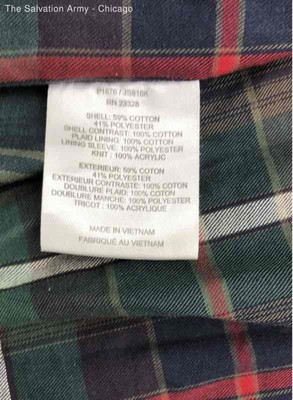 The Salvation Army - Chicago
RN 23328
SHELL: 59% COTTON
41% POLYESTER
SHELL CONTRAST: 100% COTTON
PLAID LINING: 100% COTTON
LINING SLEEVE: 100% POLYESTER
KNIT : 100% ACRYLIC
EXTERIEUR: 59% COTON
41% POLYESTER
EXTERIEUR CONTRASTE: 100% COTON
DOUBLURE PLAID: 100% COTON
DOUBLURE MANCHE: 100% POLYESTER
TRICOT : 100% ACRYLIQUE
MADE IN VIETNAM
FABRIQUÉ AU VIETNAM